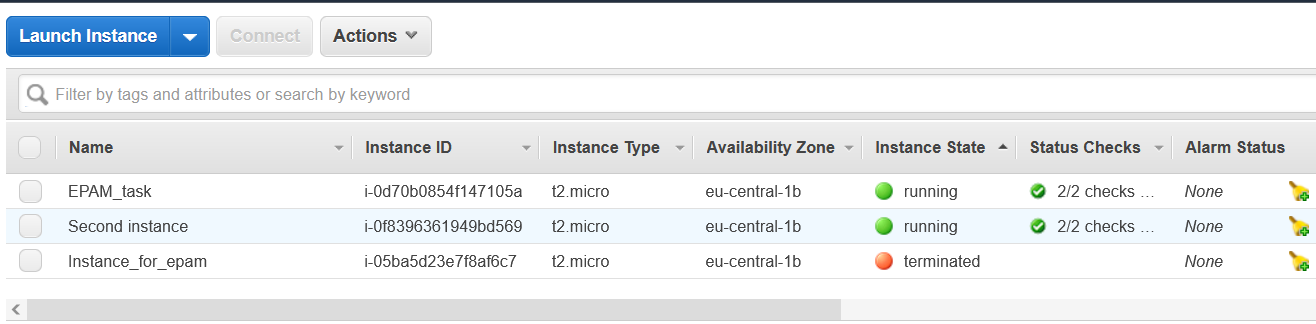 Launch Instance Connect Actions
Filter by tags and attributes or search by keyword
Name Instance ID Instance Type Availability Zone Instance State Status Checks Alarm Status
EPAM_task i-0d70b0854f147105a t2.micro eu-central-1b running 2/2 checks ... None
Second instance i-0f8396361949bd569 t2.micro eu-central-1b running 2/2 checks ... None
Instance_for_epam i-05ba5d23e7f8af6c7 t2.micro eu-central-1b terminated None